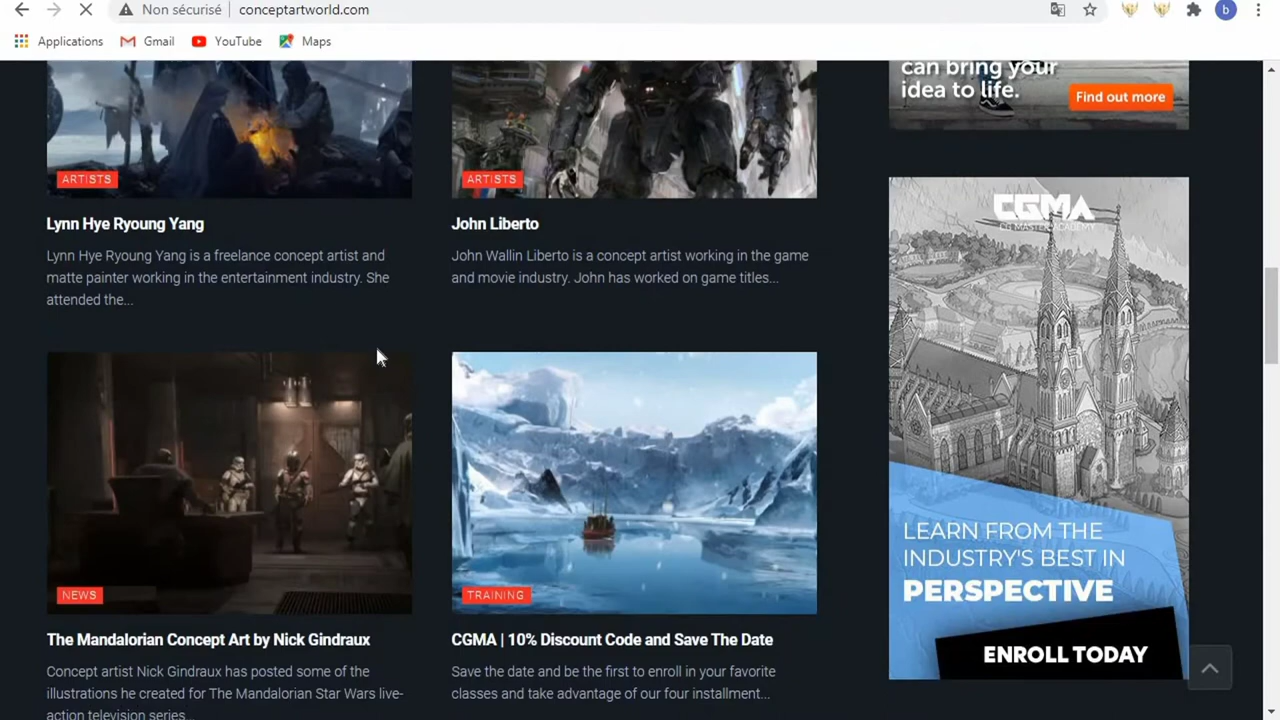 Non sécurisé
conceptartworld.com
b
Applications
Gmail
YouTube
Maps
can bring your
idea to life.
Find out more
ARTISTS
ARTISTS
Lynn Hye Ryoung Yang
John Liberto
Lynn Hye Ryoung Yang is a freelance concept artist and
matte painter working in the entertainment industry. She
attended the...
John Wallin Liberto is a concept artist working in the game
and movie industry. John has worked on game titles...
CGMA
CG MASTER ACADEMY
LEARN FROM THE
INDUSTRY'S BEST IN
PERSPECTIVE
ENROLL TODAY
NEWS
TRAINING
The Mandalorian Concept Art by Nick Gindraux
CGMA | 10% Discount Code and Save The Date
Concept artist Nick Gindraux has posted some of the
illustrations he created for The Mandalorian Star Wars live-
action television series...
Save the date and be the first to enroll in your favorite
classes and take advantage of our four installment...